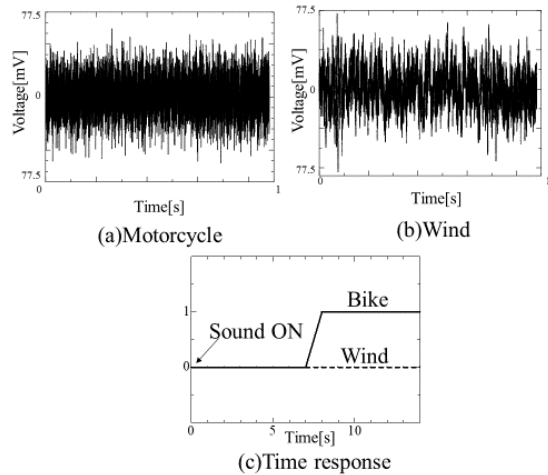 77.5
Voltage[mV]
0
77.5
0
1
Time[s]
(a)Motorcycle
77.5
Voltage[mV]
0
77.5
0
1
Time[s]
(b)Wind
1
Bike
Sound ON
Wind
0
0
5
10
Time[s]
(c)Time response